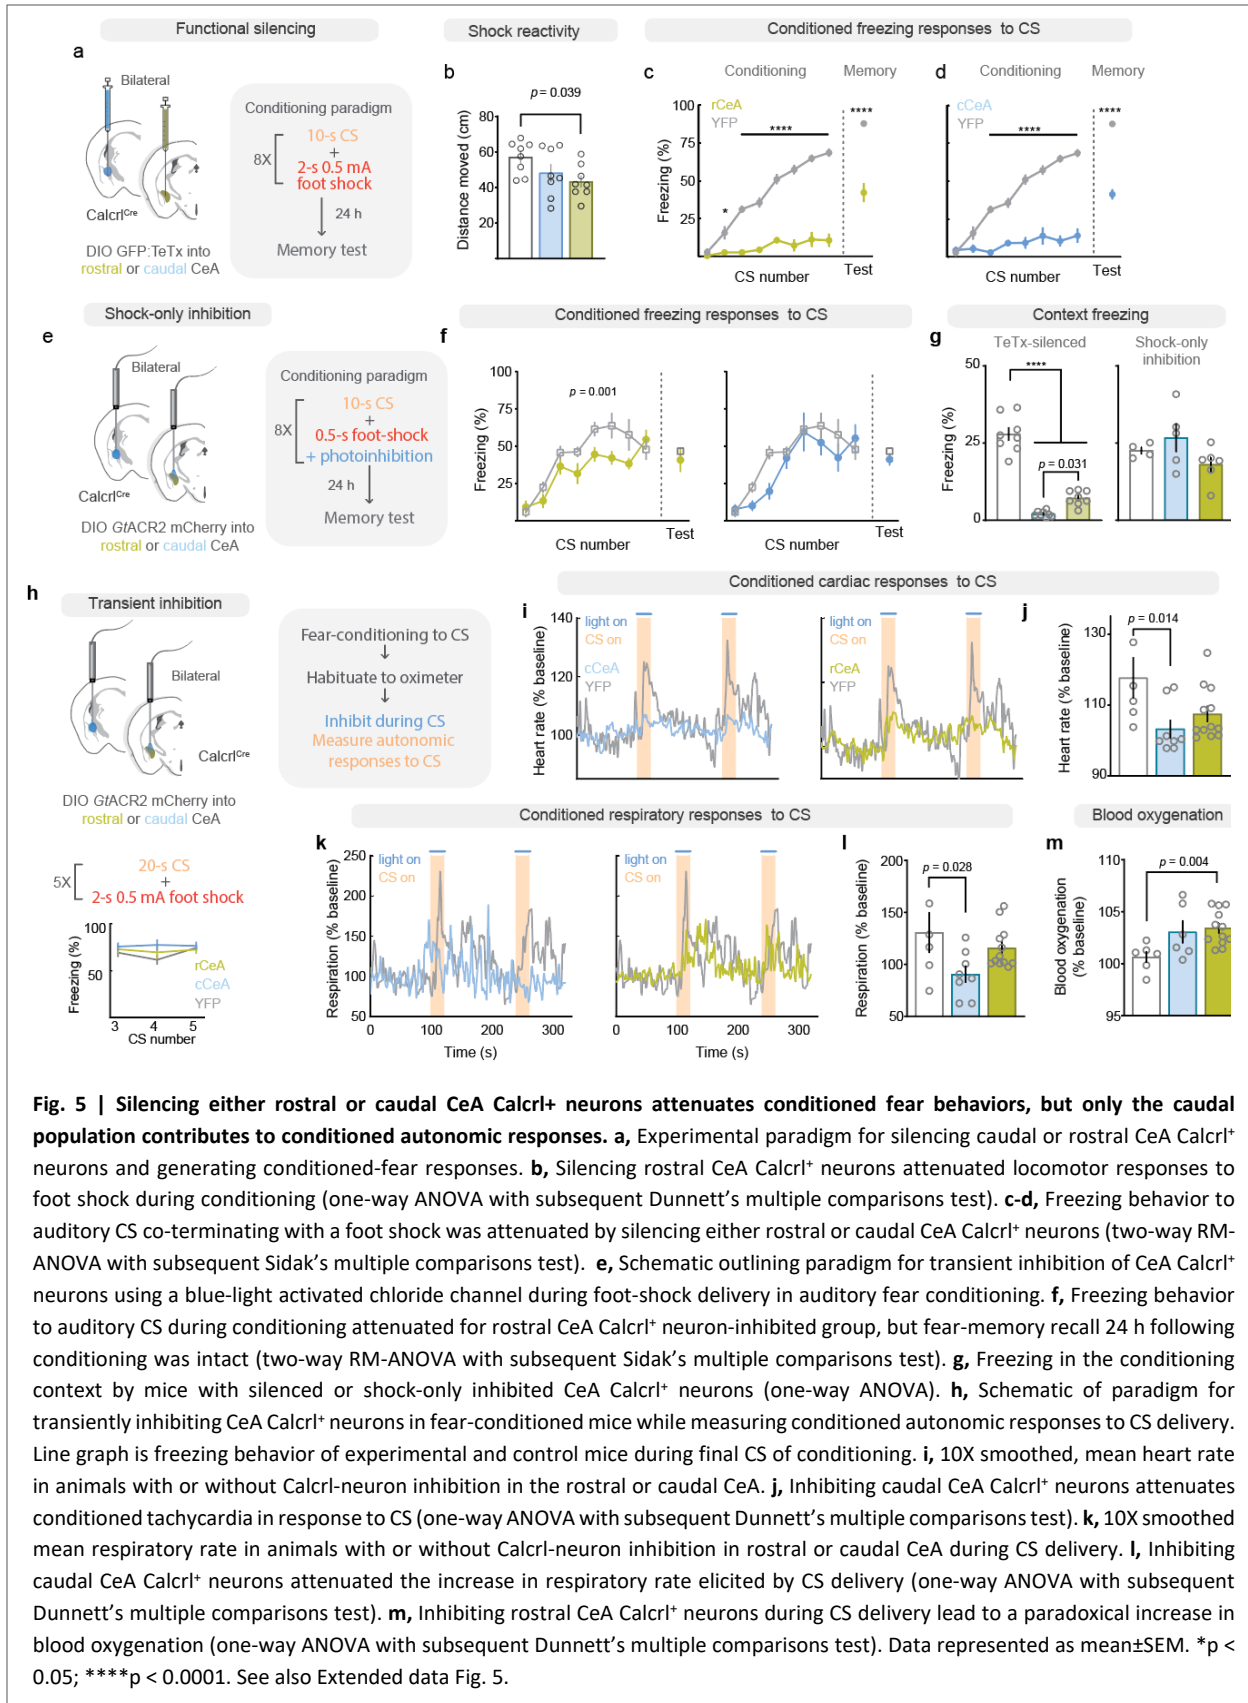 Functional silencing
Shock reactivity
Conditioned freezing responses to CS
a
Bilateral
Calcrl^Cre
DIO GFP:TeTx into
rostral or caudal CeA
Conditioning paradigm
8X
10-s CS
+
2-s 0.5 mA
foot shock
24 h
Memory test
b
p = 0.039
Distance moved (cm)
80
60
40
20
c
Conditioning
Memory
rCeA
YFP
****
****
*
Freezing (%)
100
75
50
25
CS number
Test
d
Conditioning
Memory
cCeA
YFP
****
****
100
75
50
25
CS number
Test
Shock-only inhibition
Conditioned freezing responses to CS
Context freezing
e
Bilateral
Calcrl^Cre
DIO GtACR2 mCherry into
rostral or caudal CeA
Conditioning paradigm
8X
10-s CS
+
0.5-s foot-shock
+ photoinhibition
24 h
Memory test
f
p = 0.001
Freezing (%)
100
75
50
25
0
CS number
Test
100
75
50
25
0
CS number
Test
g
TeTx-silenced
Shock-only
inhibition
****
p = 0.031
Freezing (%)
50
25
0
h
Transient inhibition
Bilateral
Calcrl^Cre
DIO GtACR2 mCherry into
rostral or caudal CeA
5X
20-s CS
+
2-s 0.5 mA foot shock
Freezing (%)
100
50
rCeA
cCeA
YFP
3 4 5
CS number
Fear-conditioning to CS
Habituate to oximeter
Inhibit during CS
Measure autonomic
responses to CS
Conditioned cardiac responses to CS
i
Heart rate (% baseline)
140
120
100
light on
CS on
cCeA
YFP
light on
CS on
rCeA
YFP
j
p = 0.014
Heart rate (% baseline)
130
110
90
Conditioned respiratory responses to CS
Blood oxygenation
k
Respiration (% baseline)
250
200
150
100
50
light on
CS on
0 100 200 300
Time (s)
light on
CS on
0 100 200 300
Time (s)
l
p = 0.028
Respiration (% baseline)
200
150
100
50
m
p = 0.004
Blood oxygenation
(% baseline)
110
105
100
95
Fig. 5 | Silencing either rostral or caudal CeA Calcrl+ neurons attenuates conditioned fear behaviors, but only the caudal
population contributes to conditioned autonomic responses. a, Experimental paradigm for silencing caudal or rostral CeA Calcrl⁺
neurons and generating conditioned-fear responses. b, Silencing rostral CeA Calcrl⁺ neurons attenuated locomotor responses to
foot shock during conditioning (one-way ANOVA with subsequent Dunnett's multiple comparisons test). c-d, Freezing behavior to
auditory CS co-terminating with a foot shock was attenuated by silencing either rostral or caudal CeA Calcrl⁺ neurons (two-way RM-
ANOVA with subsequent Sidak's multiple comparisons test). e, Schematic outlining paradigm for transient inhibition of CeA Calcrl⁺
neurons using a blue-light activated chloride channel during foot-shock delivery in auditory fear conditioning. f, Freezing behavior
to auditory CS during conditioning attenuated for rostral CeA Calcrl⁺ neuron-inhibited group, but fear-memory recall 24 h following
conditioning was intact (two-way RM-ANOVA with subsequent Sidak's multiple comparisons test). g, Freezing in the conditioning
context by mice with silenced or shock-only inhibited CeA Calcrl⁺ neurons (one-way ANOVA). h, Schematic of paradigm for
transiently inhibiting CeA Calcrl⁺ neurons in fear-conditioned mice while measuring conditioned autonomic responses to CS delivery.
Line graph is freezing behavior of experimental and control mice during final CS of conditioning. i, 10X smoothed, mean heart rate
in animals with or without Calcrl-neuron inhibition in the rostral or caudal CeA. j, Inhibiting caudal CeA Calcrl⁺ neurons attenuates
conditioned tachycardia in response to CS (one-way ANOVA with subsequent Dunnett's multiple comparisons test). k, 10X smoothed
mean respiratory rate in animals with or without Calcrl-neuron inhibition in rostral or caudal CeA during CS delivery. l, Inhibiting
caudal CeA Calcrl⁺ neurons attenuated the increase in respiratory rate elicited by CS delivery (one-way ANOVA with subsequent
Dunnett's multiple comparisons test). m, Inhibiting rostral CeA Calcrl⁺ neurons during CS delivery lead to a paradoxical increase in
blood oxygenation (one-way ANOVA with subsequent Dunnett's multiple comparisons test). Data represented as mean±SEM. *p <
0.05; ****p < 0.0001. See also Extended data Fig. 5.